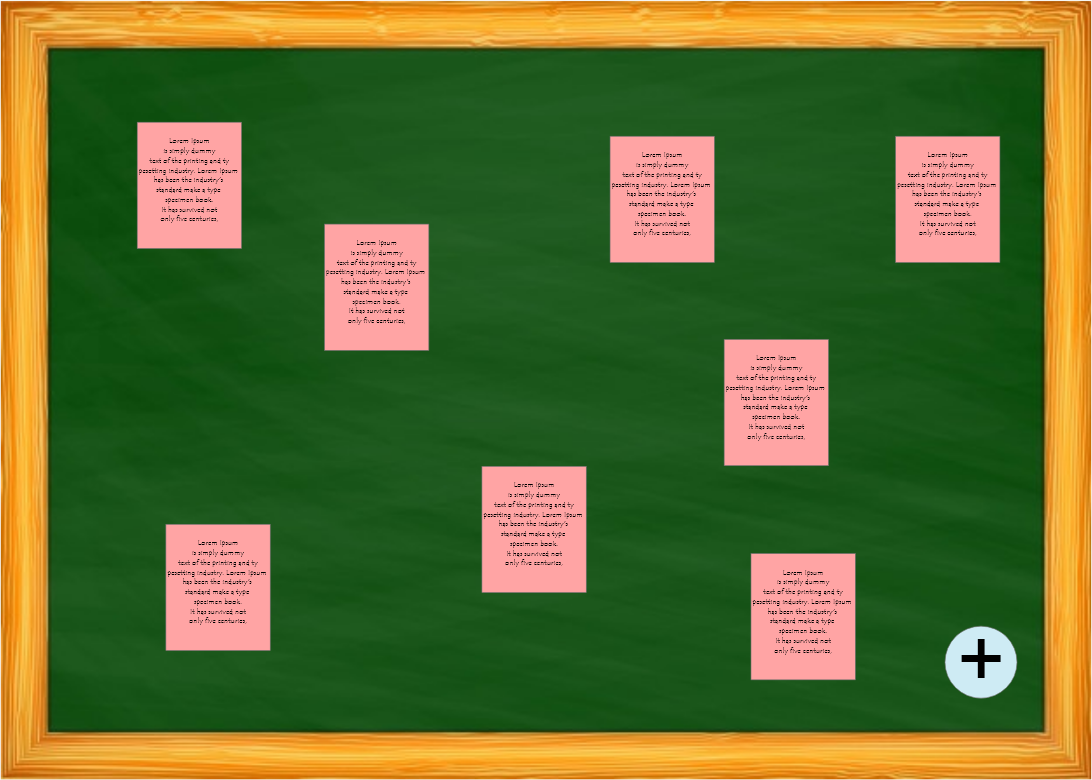 Lorem Ipsum
is simply dummy
text of the printing and ty
pesetting industry. Lorem Ipsum
has been the industry's
standard make a type
specimen book.
It has survived not
only five centuries,
Lorem Ipsum
is simply dummy
text of the printing and ty
pesetting industry. Lorem Ipsum
has been the industry's
standard make a type
specimen book.
It has survived not
only five centuries,
Lorem Ipsum
is simply dummy
text of the printing and ty
pesetting industry. Lorem Ipsum
has been the industry's
standard make a type
specimen book.
It has survived not
only five centuries,
Lorem Ipsum
is simply dummy
text of the printing and ty
pesetting industry. Lorem Ipsum
has been the industry's
standard make a type
specimen book.
It has survived not
only five centuries,
Lorem Ipsum
is simply dummy
text of the printing and ty
pesetting industry. Lorem Ipsum
has been the industry's
standard make a type
specimen book.
It has survived not
only five centuries,
Lorem Ipsum
is simply dummy
text of the printing and ty
pesetting industry. Lorem Ipsum
has been the industry's
standard make a type
specimen book.
It has survived not
only five centuries,
Lorem Ipsum
is simply dummy
text of the printing and ty
pesetting industry. Lorem Ipsum
has been the industry's
standard make a type
specimen book.
It has survived not
only five centuries,
Lorem Ipsum
is simply dummy
text of the printing and ty
pesetting industry. Lorem Ipsum
has been the industry's
standard make a type
specimen book.
It has survived not
only five centuries,
+